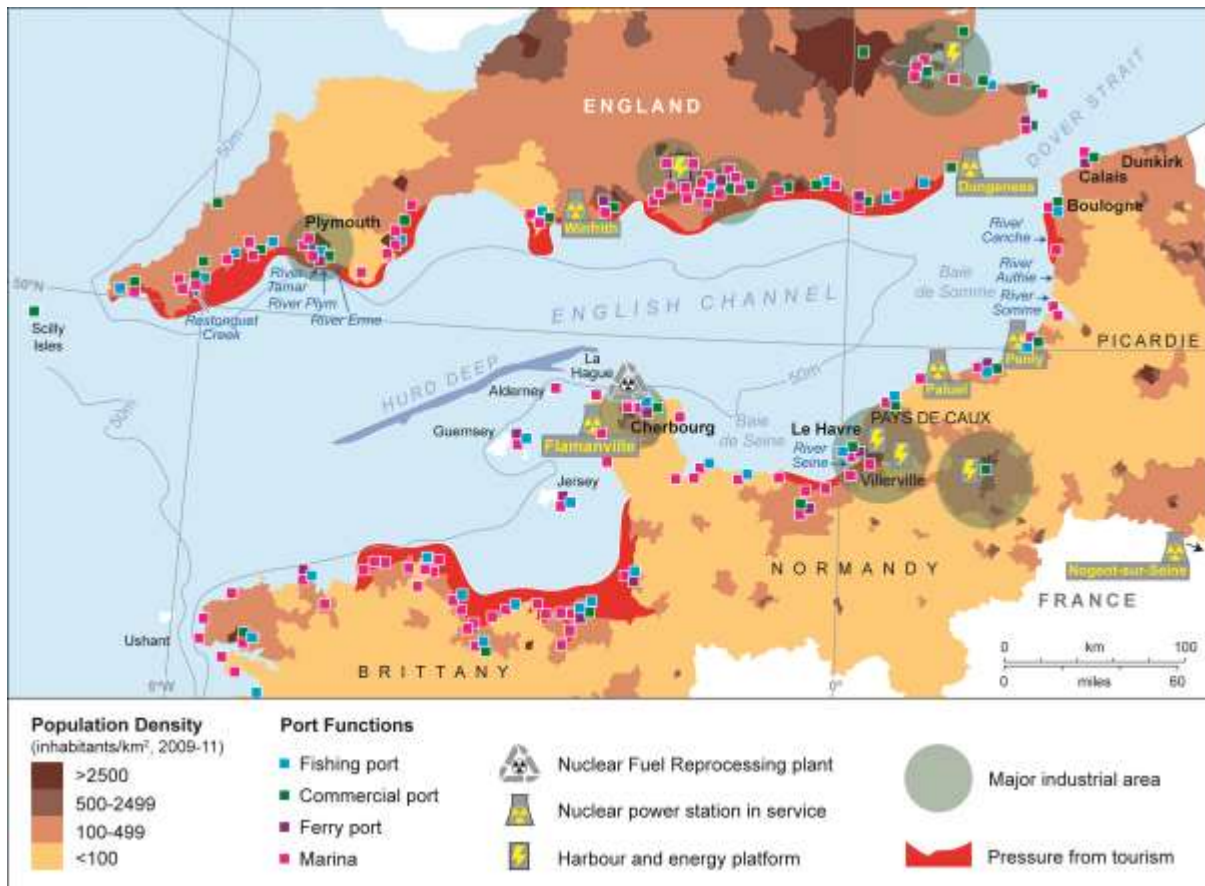 ENGLAND
DOVER STRAIT
Dunkirk
Calais
Dungeness
Boulogne
Winfrith
Plymouth
River
Canche
50m
River
Authie
Baie
de Somme
River
Somme
50°N
River
Tamar
River Plym
River Erme
Restonguet
Creek
ENGLISH CHANNEL
Scilly
Isles
PICARDIE
Penly
La
Hague
50m
Paluel
HURD DEEP
Alderney
PAYS DE CAUX
50m
Guernsey
Flamanville
Cherbourg
Baie
de Seine
Le Havre
River
Seine
Villerville
Jersey
NORMANDY
Nogent-sur-Seine
FRANCE
Ushant
BRITTANY
6°W
0°
0 km 100
0 miles 60
Population Density
(inhabitants/km², 2009-11)
>2500
500-2499
100-499
<100
Port Functions
Fishing port
Commercial port
Ferry port
Marina
Nuclear Fuel Reprocessing plant
Nuclear power station in service
Harbour and energy platform
Major industrial area
Pressure from tourism